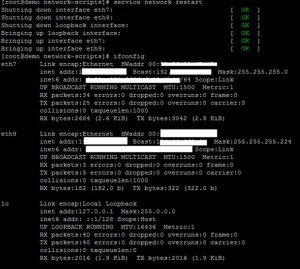 [root@demo network-scripts]# service network restart
Shutting down interface eth7: [ OK ]
Shutting down interface eth9: [ OK ]
Shutting down loopback interface: [ OK ]
Bringing up loopback interface: [ OK ]
Bringing up interface eth7: [ OK ]
Bringing up interface eth9: [ OK ]
[root@demo network-scripts]# ifconfig
eth7 Link encap:Ethernet HWaddr 00:
inet addr:1 Bcast:1 Mask:255.255.255.0
inet6 addr: /64 Scope:Link
UP BROADCAST RUNNING MULTICAST MTU:1500 Metric:1
RX packets:34 errors:0 dropped:0 overruns:0 frame:0
TX packets:25 errors:0 dropped:0 overruns:0 carrier:0
collisions:0 txqueuelen:1000
RX bytes:2684 (2.6 KiB) TX bytes:3042 (2.9 KiB)
eth9 Link encap:Ethernet HWaddr 00:
inet addr: Bcast: Mask:255.255.255.224
inet6 addr: Scope:Link
UP BROADCAST RUNNING MULTICAST MTU:1500 Metric:1
RX packets:3 errors:0 dropped:0 overruns:0 frame:0
TX packets:5 errors:0 dropped:0 overruns:0 carrier:0
collisions:0 txqueuelen:1000
RX bytes:182 (182.0 b) TX bytes:322 (322.0 b)
lo Link encap:Local Loopback
inet addr:127.0.0.1 Mask:255.0.0.0
inet6 addr: ::1/128 Scope:Host
UP LOOPBACK RUNNING MTU:16436 Metric:1
RX packets:40 errors:0 dropped:0 overruns:0 frame:0
TX packets:40 errors:0 dropped:0 overruns:0 carrier:0
collisions:0 txqueuelen:0
RX bytes:2016 (1.9 KiB) TX bytes:2016 (1.9 KiB)